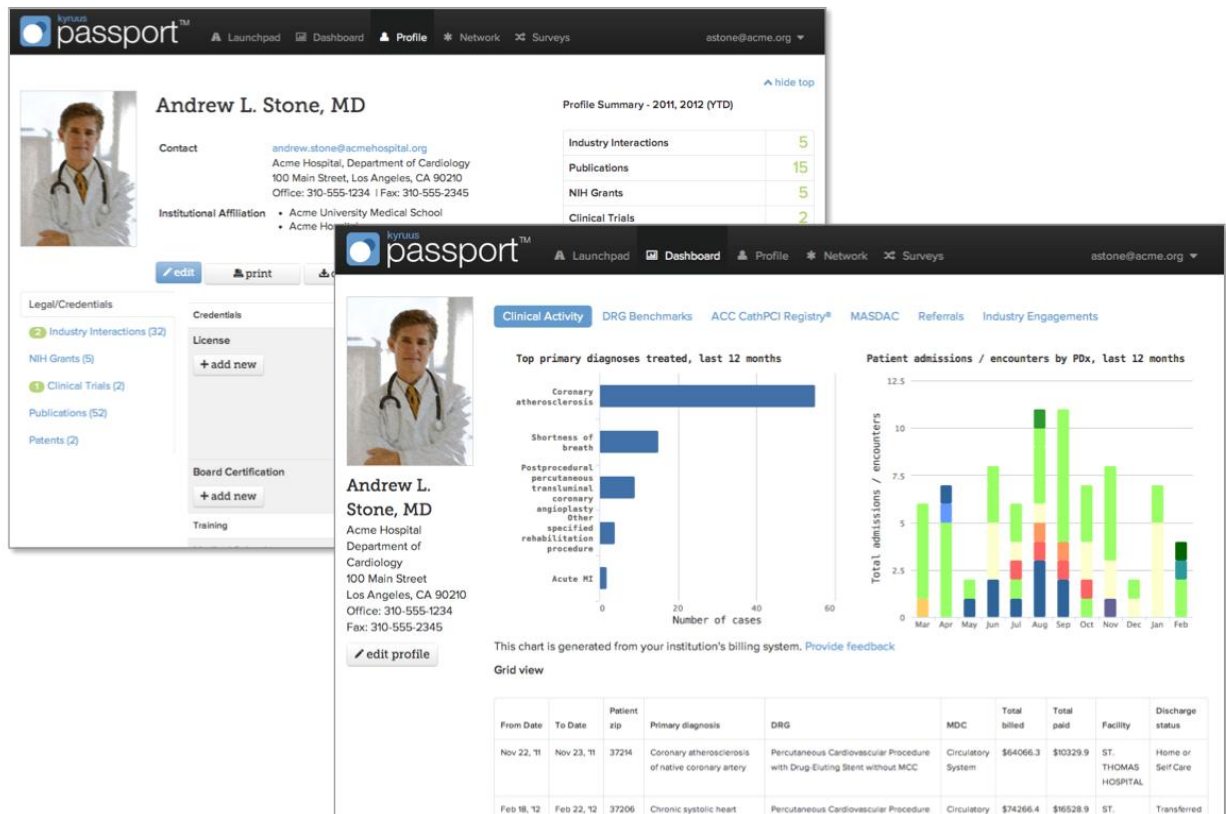 kyruus
passport™
Launchpad Dashboard Profile Network Surveys astone@acme.org
hide top
Andrew L. Stone, MD
Profile Summary - 2011, 2012 (YTD)
Contact andrew.stone@acmehospital.org
Acme Hospital, Department of Cardiology
100 Main Street, Los Angeles, CA 90210
Office: 310-555-1234 | Fax: 310-555-2345
Institutional Affiliation • Acme University Medical School
• Acme
Industry Interactions 5
Publications 15
NIH Grants 5
Clinical Trials 2
edit print
Legal/Credentials
2 Industry Interactions (32)
NIH Grants (5)
1 Clinical Trials (2)
Publications (52)
Patents (2)
Credentials
License
+ add new
Board Certification
+ add new
Training
kyruus
passport™
Launchpad Dashboard Profile Network Surveys astone@acme.org
Andrew L.
Stone, MD
Acme Hospital
Department of
Cardiology
100 Main Street
Los Angeles, CA 90210
Office: 310-555-1234
Fax: 310-555-2345
edit profile
Clinical Activity DRG Benchmarks ACC CathPCI Registry® MASDAC Referrals Industry Engagements
Top primary diagnoses treated, last 12 months
Coronary
atherosclerosis
Shortness of
breath
Postprocedural
percutaneous
transluminal
coronary
angioplasty
Other
specified
rehabilitation
procedure
Acute MI
0 20 40 60
Number of cases
Patient admissions / encounters by PDx, last 12 months
Total admissions / encounters
12.5
10
7.5
5
2.5
0
Mar Apr May Jun Jul Aug Sep Oct Nov Dec Jan Feb
This chart is generated from your institution's billing system. Provide feedback
Grid view
From Date To Date Patient zip Primary diagnosis DRG MDC Total billed Total paid Facility Discharge status
Nov 22, '11 Nov 23, '11 37214 Coronary atherosclerosis Percutaneous Cardiovascular Procedure Circulatory $64066.3 $10329.9 ST. Home or
of native coronary artery with Drug-Eluting Stent without MCC System THOMAS Self Care
HOSPITAL
Feb 18, '12 Feb 22, '12 37206 Chronic systolic heart Percutaneous Cardiovascular Procedure Circulatory $74266.4 $16528.9 ST. Transferred